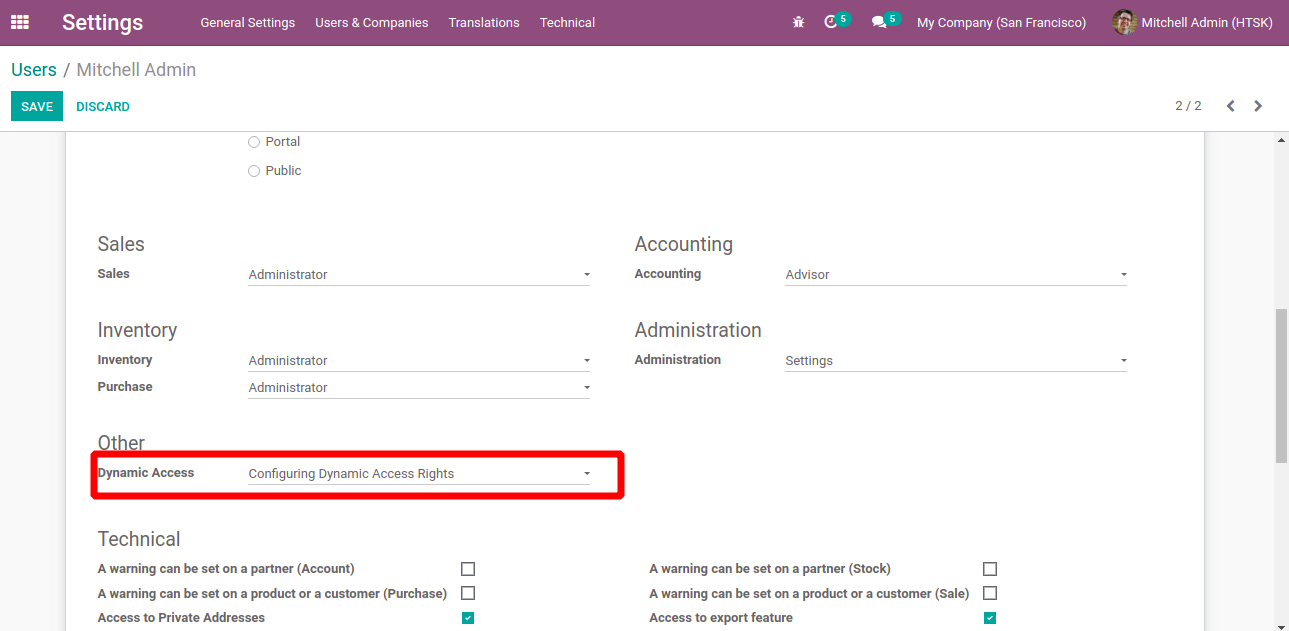 Settings General Settings Users & Companies Translations Technical 5 5 My Company (San Francisco) Mitchell Admin (HTSK)
Users / Mitchell Admin
SAVE DISCARD 2 / 2
Portal
Public
Sales Accounting
Sales Administrator Accounting Advisor
Inventory Administration
Inventory Administrator Administration Settings
Purchase Administrator
Other
Dynamic Access Configuring Dynamic Access Rights
Technical
A warning can be set on a partner (Account) A warning can be set on a partner (Stock)
A warning can be set on a product or a customer (Purchase) A warning can be set on a product or a customer (Sale)
Access to Private Addresses Access to export feature